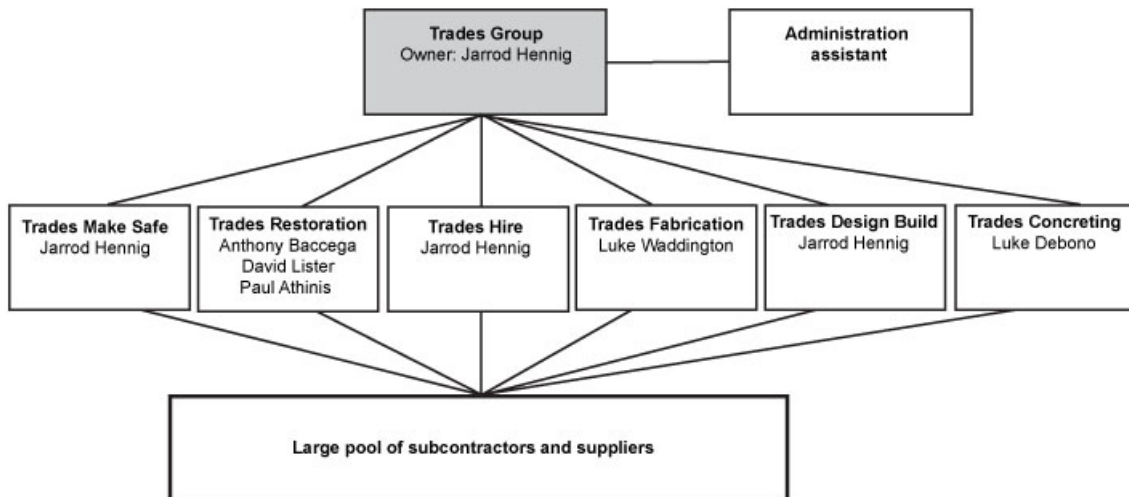 Trades Group
Owner: Jarrod Hennig
Administration
assistant
Trades Make Safe
Jarrod Hennig
Trades Restoration
Anthony Baccega
David Lister
Paul Athinis
Trades Hire
Jarrod Hennig
Trades Fabrication
Luke Waddington
Trades Design Build
Jarrod Hennig
Trades Concreting
Luke Debono
Large pool of subcontractors and suppliers